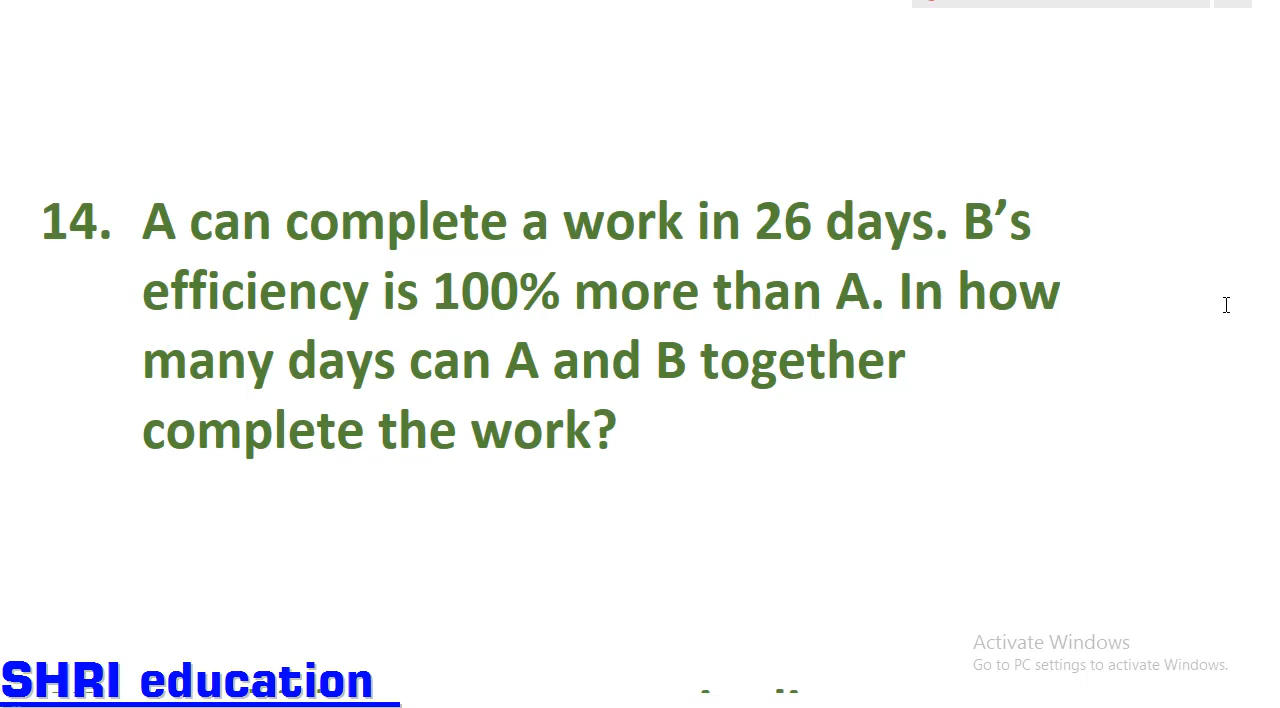 14. A can complete a work in 26 days. B’s
efficiency is 100% more than A. In how
many days can A and B together
complete the work?
Activate Windows
Go to PC settings to activate Windows.
SHRI education